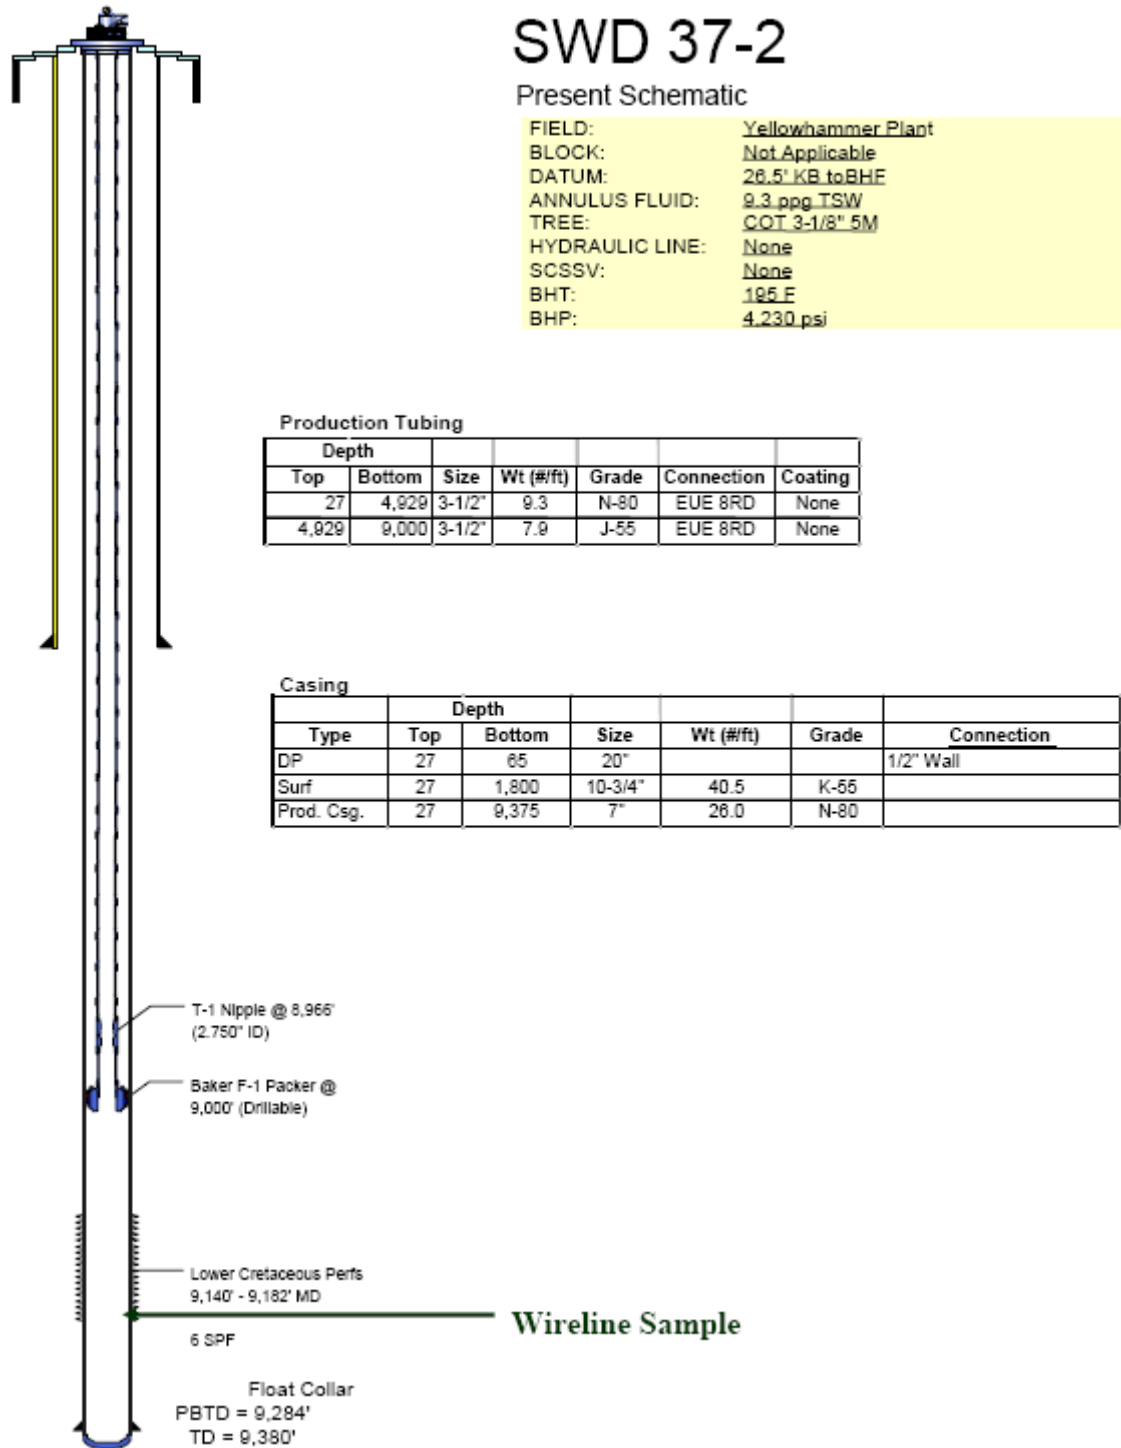 SWD 37-2
Present Schematic
FIELD: Yellowhammer Plant
BLOCK: Not Applicable
DATUM: 26.5' KB toBHF
ANNULUS FLUID: 9.3 ppg TSW
TREE: COT 3-1/8" 5M
HYDRAULIC LINE: None
SCSSV: None
BHT: 195 F
BHP: 4,230 psi
Production Tubing
Depth
Top Bottom Size Wt (#/ft) Grade Connection Coating
27 4,929 3-1/2" 9.3 N-80 EUE 8RD None
4,929 9,000 3-1/2" 7.9 J-55 EUE 8RD None
Casing
Depth
Type Top Bottom Size Wt (#/ft) Grade Connection
DP 27 65 20" 1/2" Wall
Surf 27 1,800 10-3/4" 40.5 K-55
Prod. Csg. 27 9,375 7" 26.0 N-80
T-1 Nipple @ 8,966'
(2.750" ID)
Baker F-1 Packer @
9,000' (Drillable)
Lower Cretaceous Perfs
9,140' - 9,182' MD
Wireline Sample
6 SPF
Float Collar
PBTD = 9,284'
TD = 9,380'